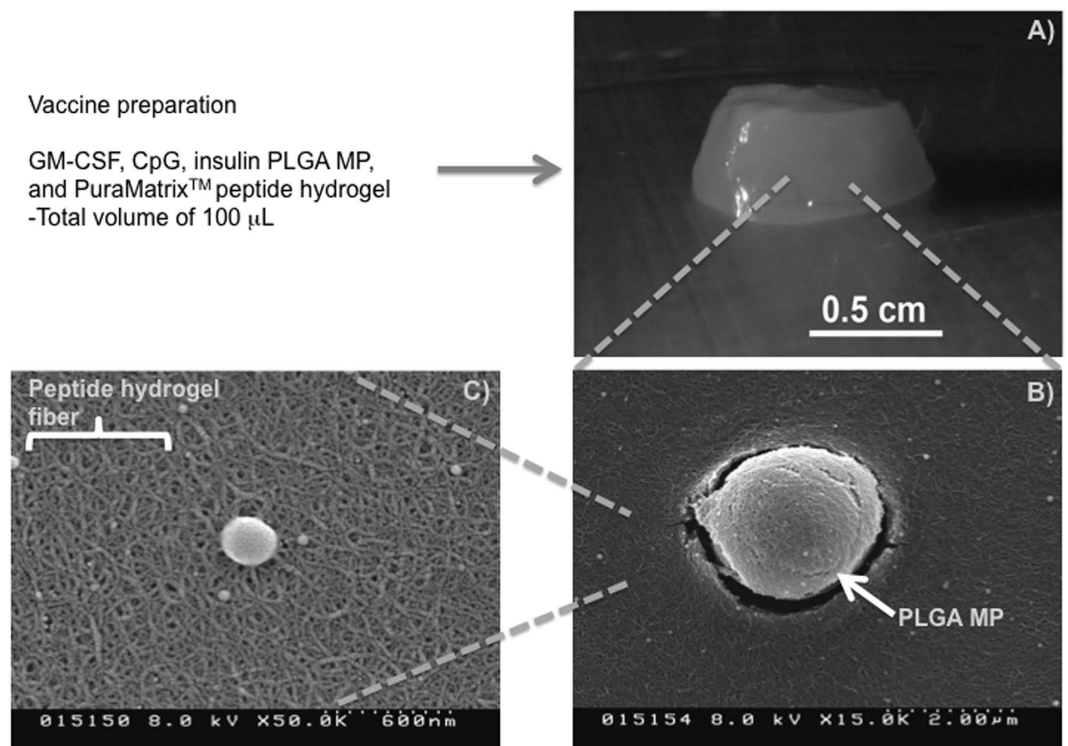 Vaccine preparation
GM-CSF, CpG, insulin PLGA MP,
and PuraMatrix™ peptide hydrogel
-Total volume of 100 μL
A)
0.5 cm
Peptide hydrogel
fiber
C)
015150 8.0 kV X50.0K 600nm
B)
PLGA MP
015154 8.0 kV X15.0K 2.00μm